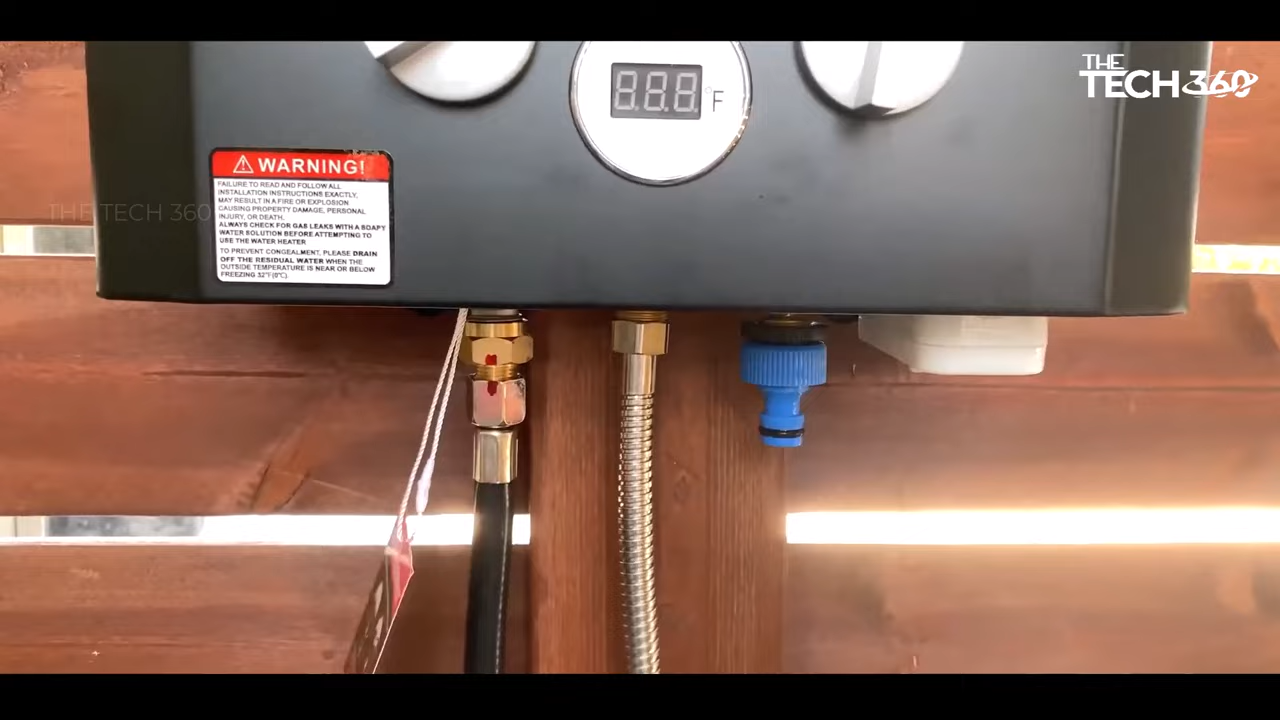 THE
TECH 360
888 °F
WARNING!
FAILURE TO READ AND FOLLOW ALL
INSTALLATION INSTRUCTIONS EXACTLY,
MAY RESULT IN A FIRE OR EXPLOSION
CAUSING PROPERTY DAMAGE, PERSONAL
INJURY, OR DEATH.
ALWAYS CHECK FOR GAS LEAKS WITH A SOAPY
WATER SOLUTION BEFORE ATTEMPTING TO
USE THE WATER HEATER
TO PREVENT CONGEALMENT, PLEASE DRAIN
OFF THE RESIDUAL WATER WHEN THE
OUTSIDE TEMPERATURE IS NEAR OR BELOW
FREEZING 32°F(0°C).
THE TECH 360